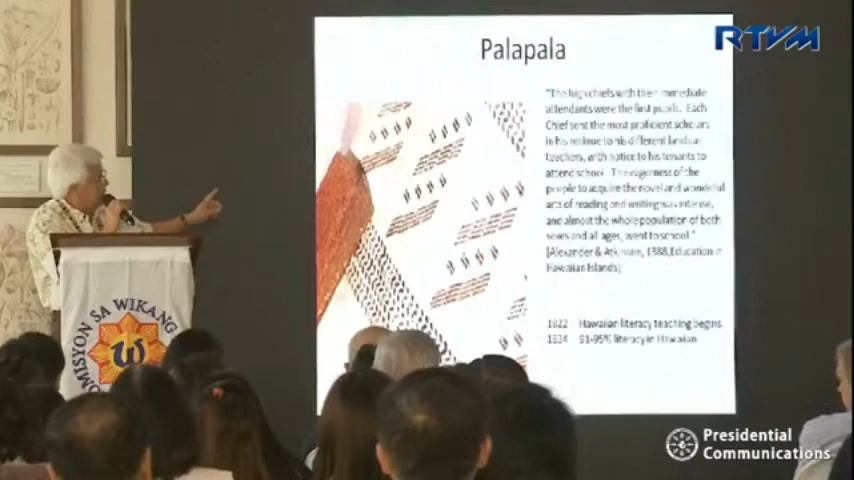 RTVM
Palapala
"The high chiefs with their immediate
attendants were the first pupils. Each
Chief sent the most proficient scholars
in his retinue to his different lands as
teachers, with notice to his tenants to
attend school. The eagerness of the
people to acquire the novel and wonderful
arts of reading and writing was intense,
and almost the whole population of both
sexes and all ages, went to school."
(Alexander & Atkinson, 1888, Education in
Hawaiian Islands)
1822 Hawaiian literacy teaching begins
1834 91-95% literacy in Hawaiian
OMISYON SA WIKANG
W
Presidential
Communications